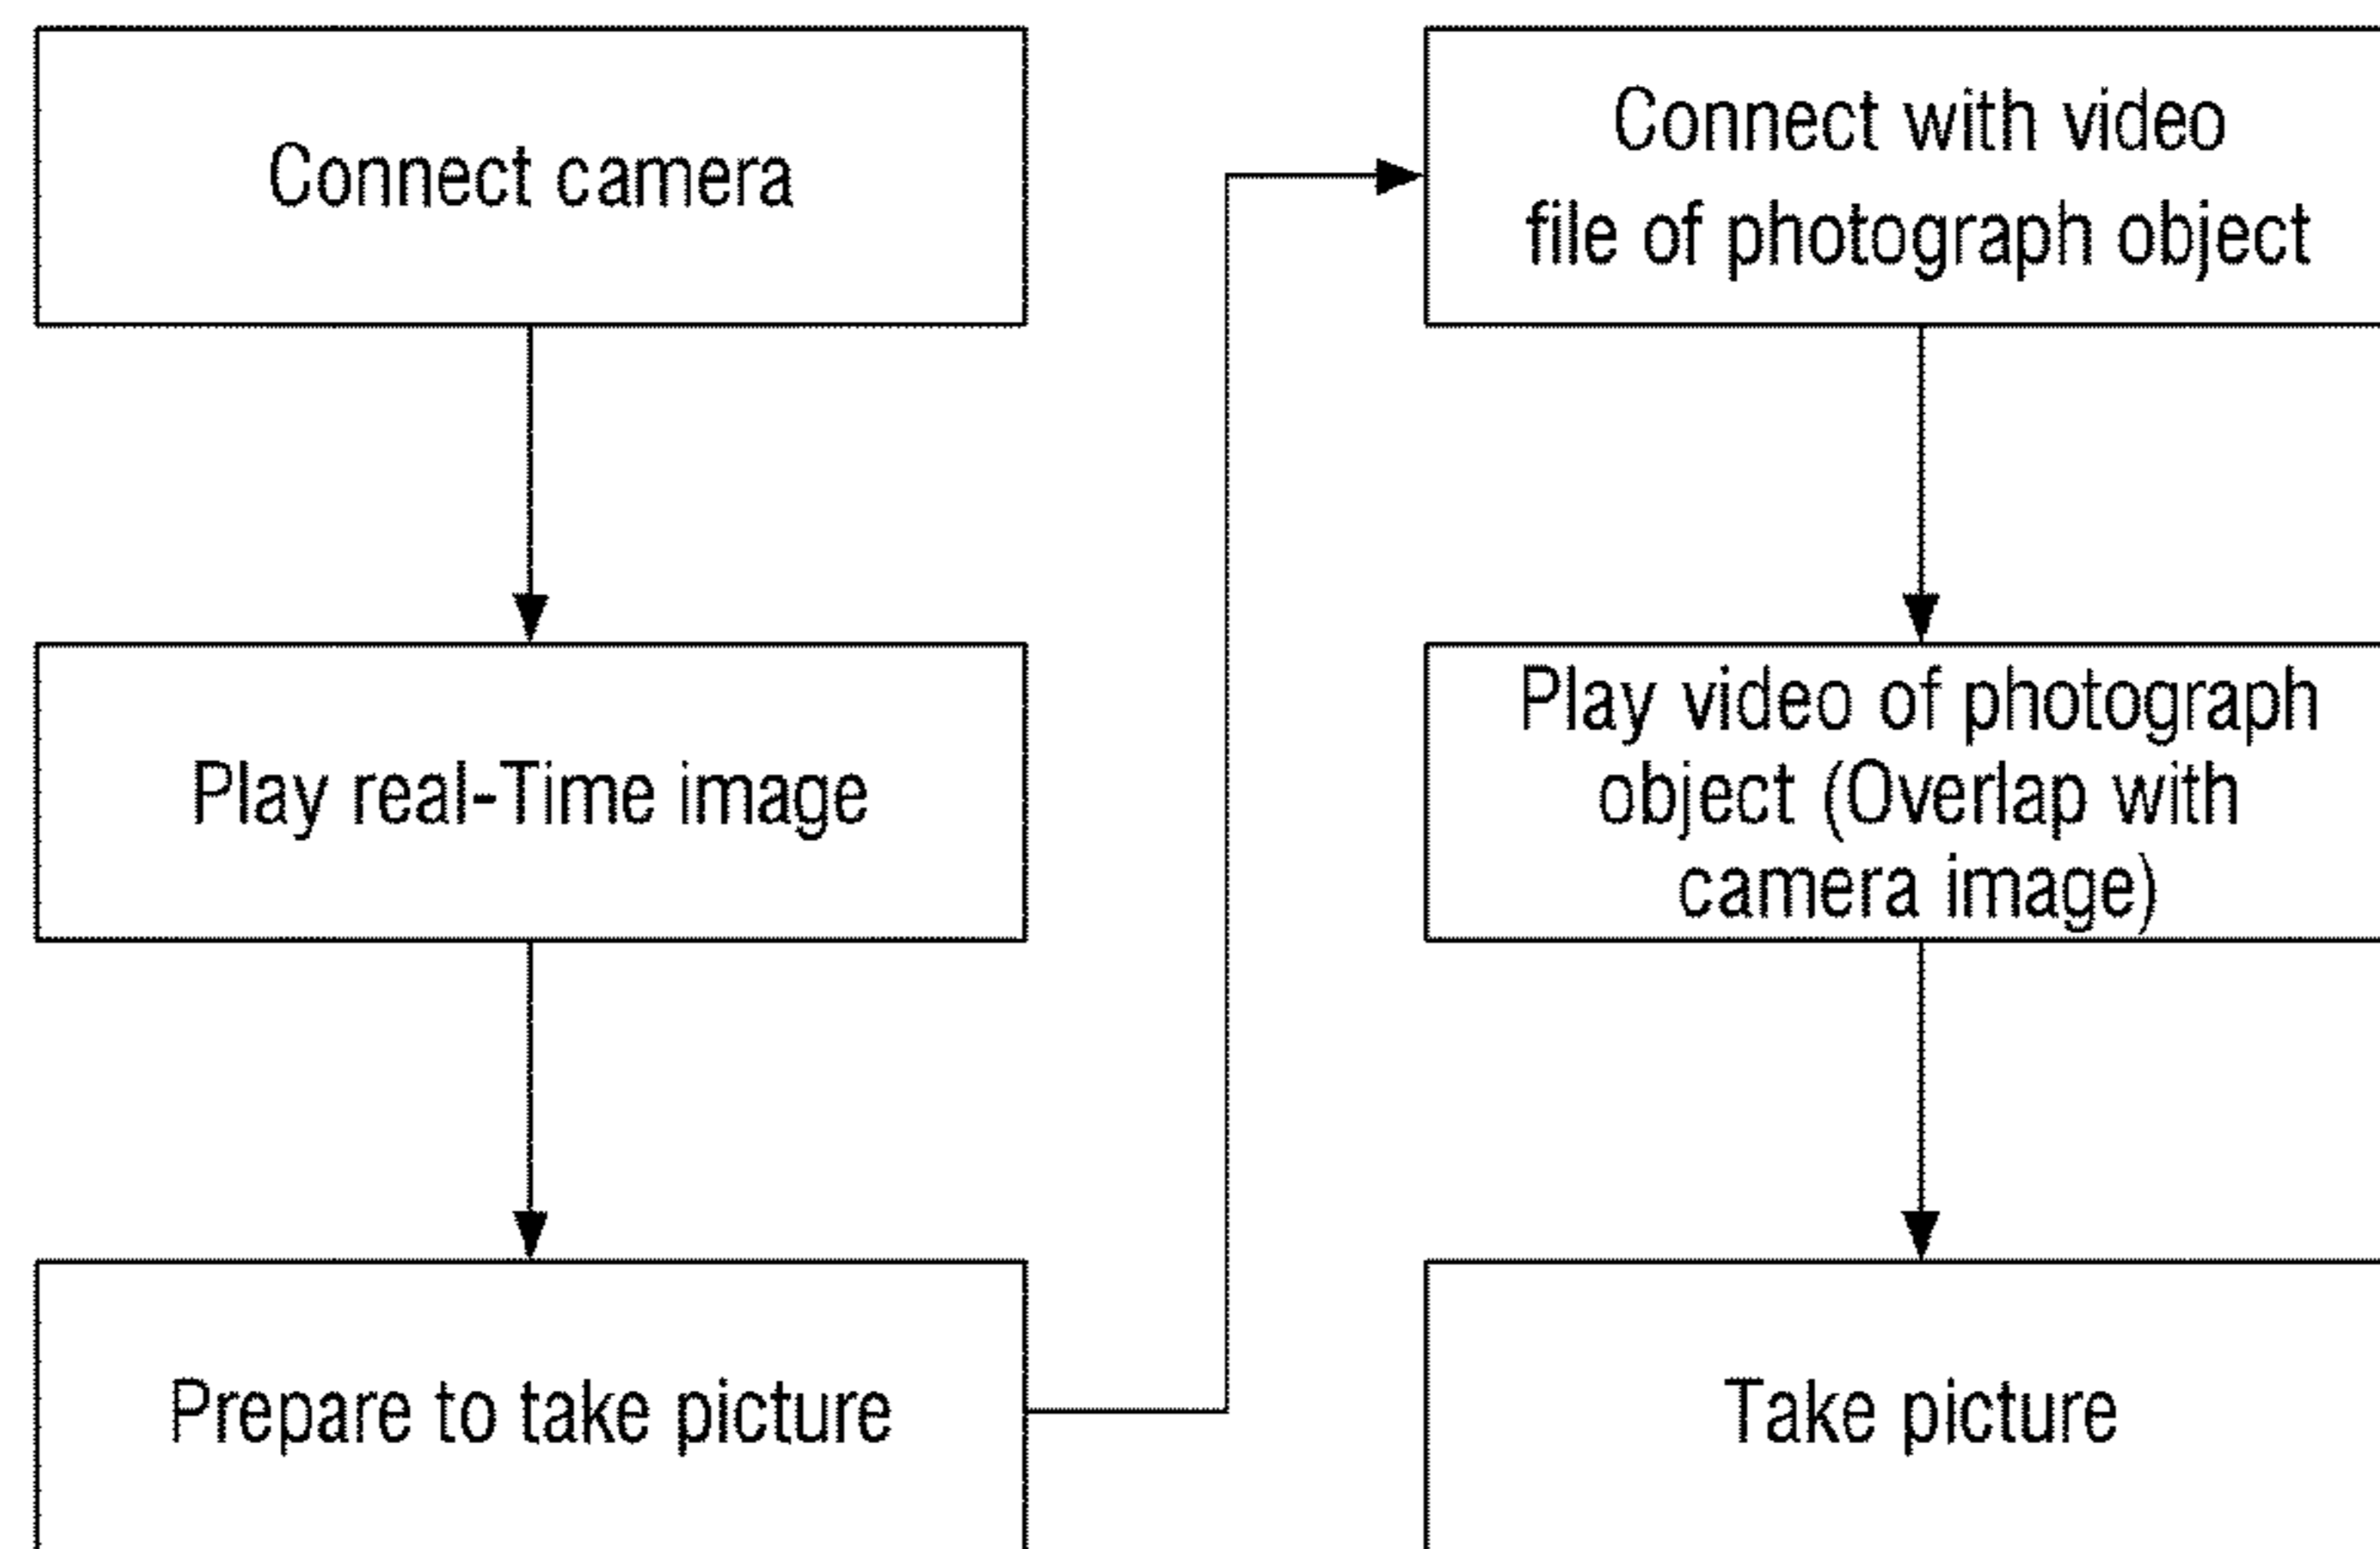 Connect camera
Play real-Time image
Prepare to take picture
Connect with video
file of photograph object
Play video of photograph
object (Overlap with
camera image)
Take picture